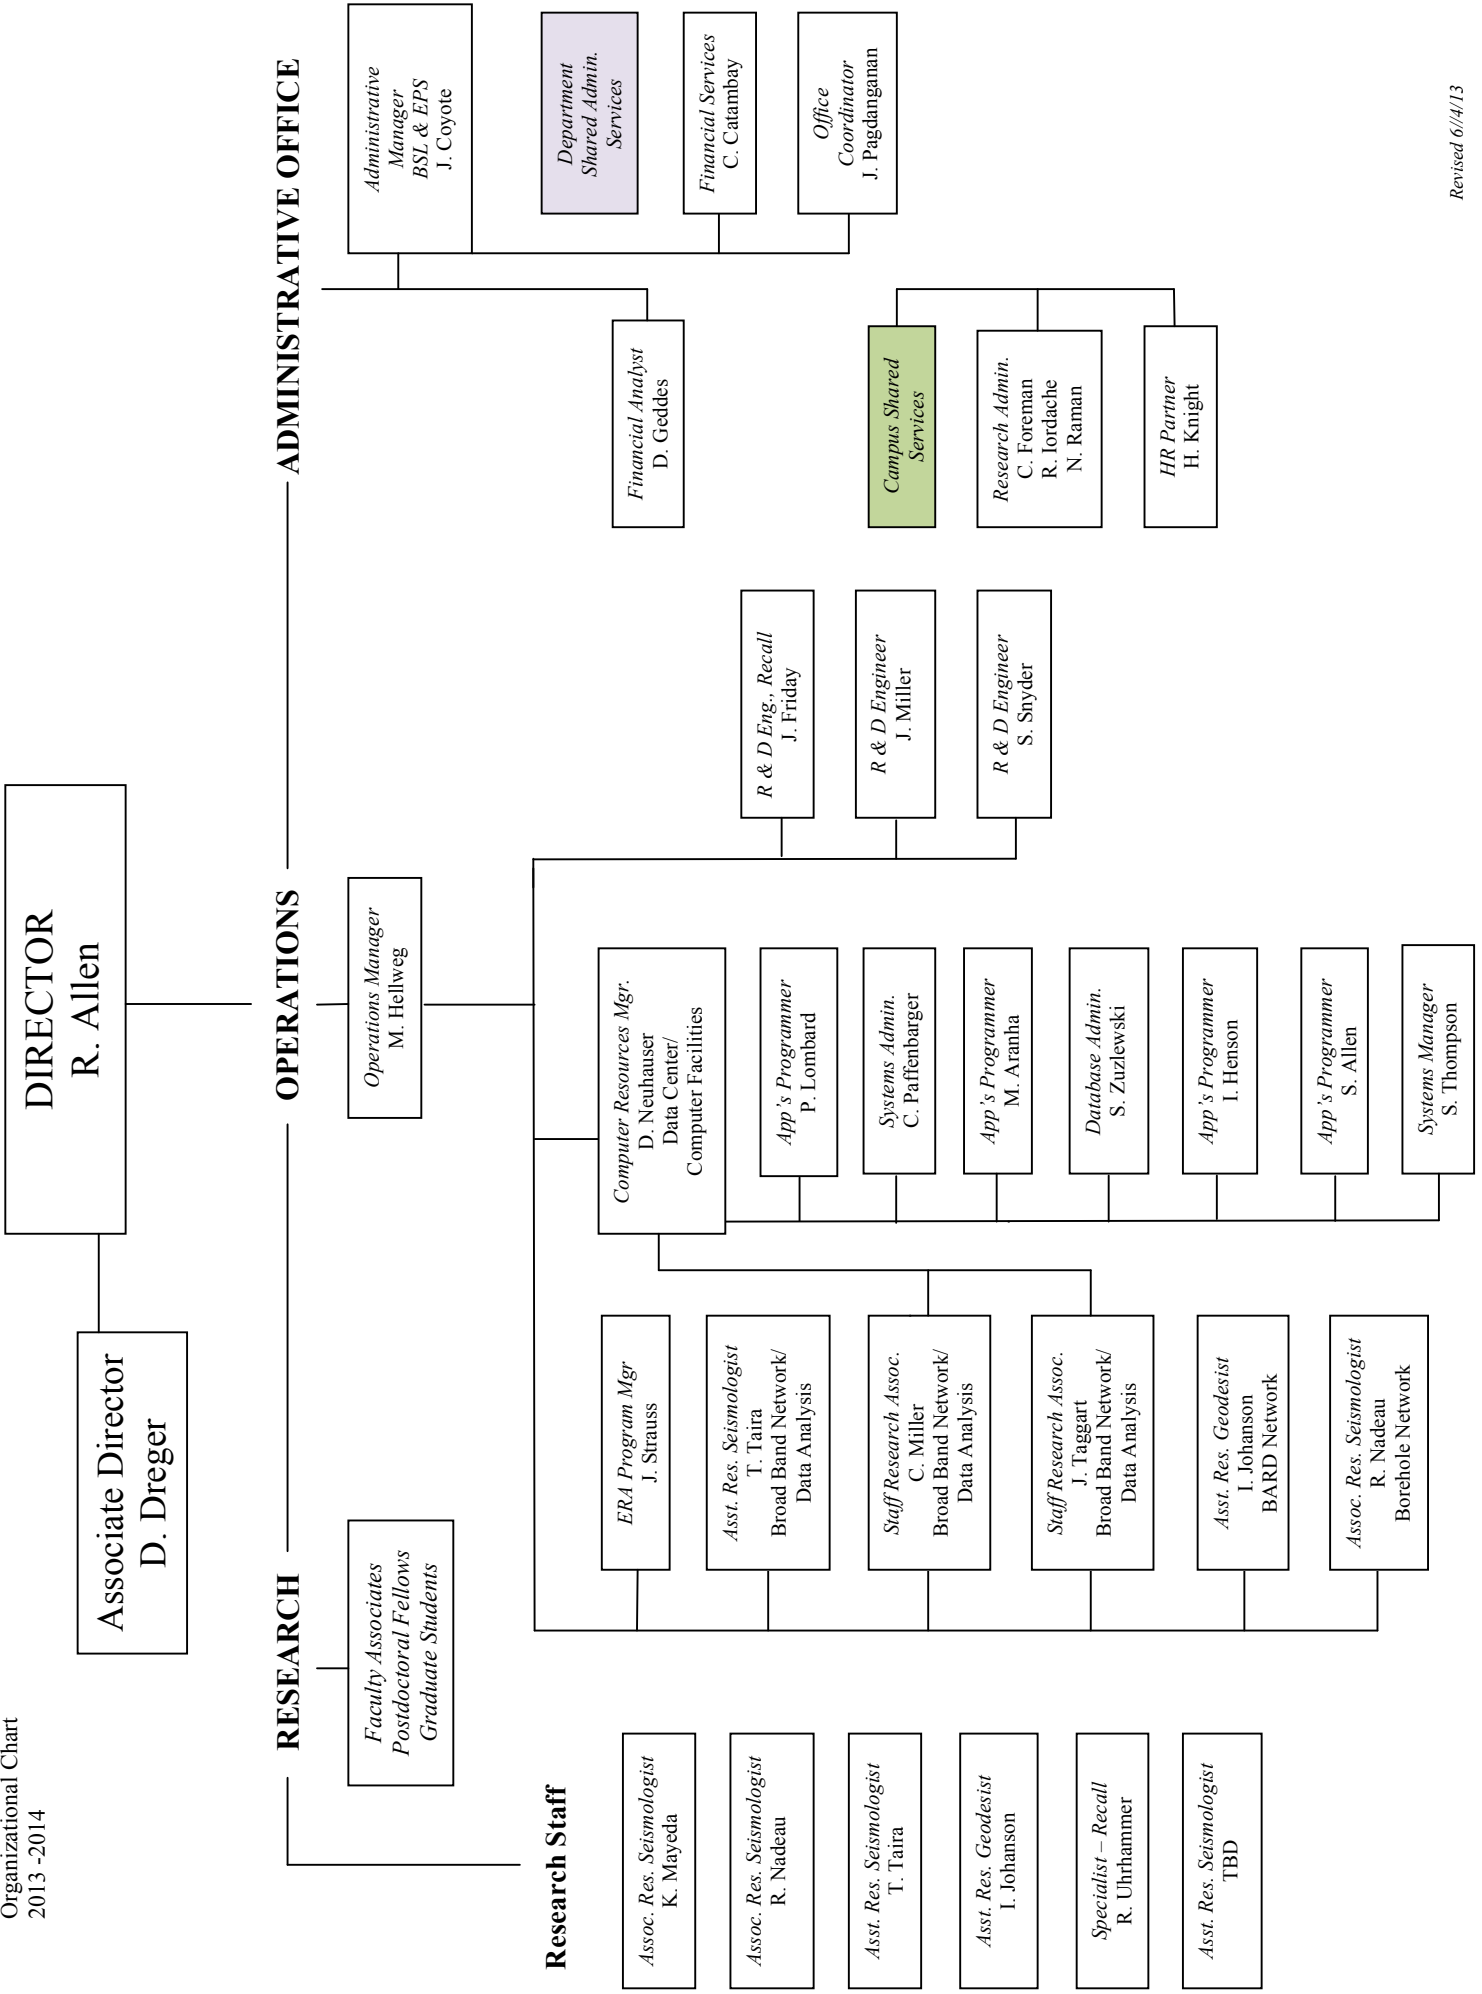 Organizational Chart
2013 -2014
DIRECTOR
R. Allen
Associate Director
D. Dreger
RESEARCH
OPERATIONS
ADMINISTRATIVE OFFICE
Faculty Associates
Postdoctoral Fellows
Graduate Students
Research Staff
Assoc. Res. Seismologist
K. Mayeda
Assoc. Res. Seismologist
R. Nadeau
Asst. Res. Seismologist
T. Taira
Asst. Res. Geodesist
I. Johanson
Specialist – Recall
R. Uhrhammer
Asst. Res. Seismologist
TBD
Operations Manager
M. Hellweg
ERA Program Mgr
J. Strauss
Asst. Res. Seismologist
T. Taira
Broad Band Network/
Data Analysis
Staff Research Assoc.
C. Miller
Broad Band Network/
Data Analysis
Staff Research Assoc.
J. Taggart
Broad Band Network/
Data Analysis
Asst. Res. Geodesist
I. Johanson
BARD Network
Assoc. Res. Seismologist
R. Nadeau
Borehole Network
Computer Resources Mgr.
D. Neuhauser
Data Center/
Computer Facilities
App's Programmer
P. Lombard
Systems Admin.
C. Paffenbarger
App's Programmer
M. Aranha
Database Admin.
S. Zuzlewski
App's Programmer
I. Henson
App's Programmer
S. Allen
Systems Manager
S. Thompson
R & D Eng., Recall
J. Friday
R & D Engineer
J. Miller
R & D Engineer
S. Snyder
Administrative
Manager
BSL & EPS
J. Coyote
Financial Analyst
D. Geddes
Department
Shared Admin.
Services
Financial Services
C. Catambay
Office
Coordinator
J. Pagdanganan
Campus Shared
Services
Research Admin.
C. Foreman
R. Iordache
N. Raman
HR Partner
H. Knight
Revised 6//4/13